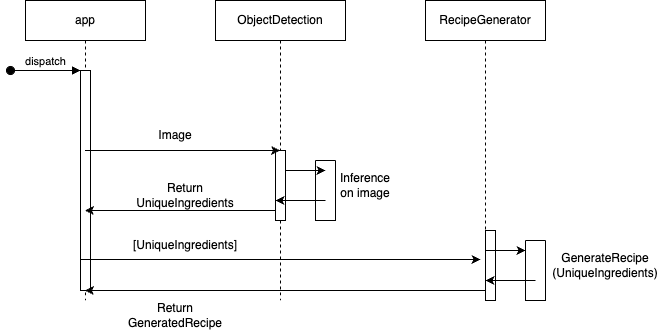 app
ObjectDetection
RecipeGenerator
dispatch
Image
Inference
on image
Return
UniqueIngredients
[UniqueIngredients]
GenerateRecipe
(UniqueIngredients)
Return
GeneratedRecipe